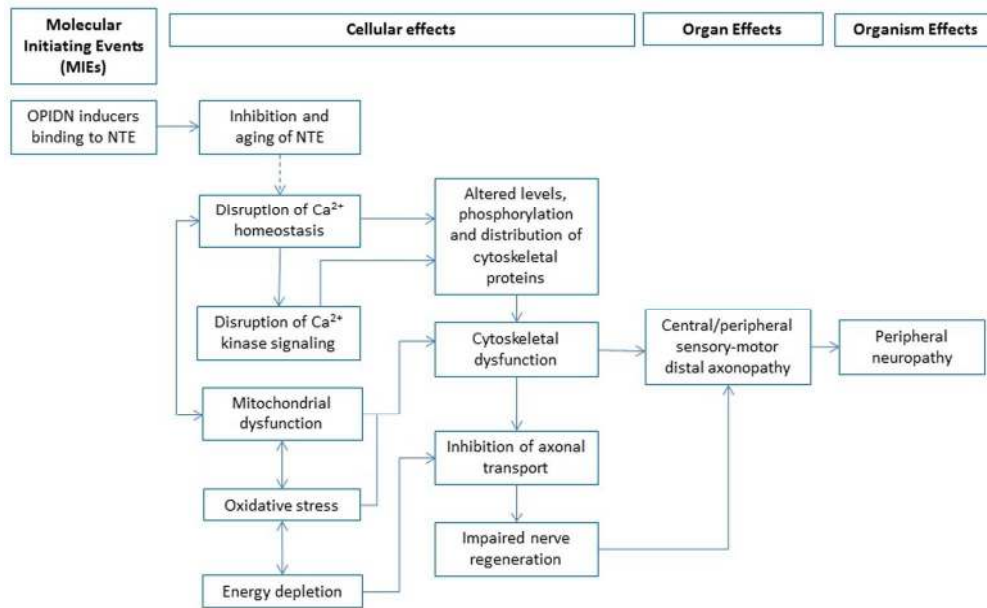 Molecular
Initiating Events
(MIEs)
Cellular effects
Organ Effects
Organism Effects
OPIDN inducers
binding to NTE
Inhibition and
aging of NTE
Disruption of Ca²⁺
homeostasis
Altered levels,
phosphorylation
and distribution of
cytoskeletal
proteins
Disruption of Ca²⁺
kinase signaling
Cytoskeletal
dysfunction
Central/peripheral
sensory-motor
distal axonopathy
Peripheral
neuropathy
Mitochondrial
dysfunction
Inhibition of axonal
transport
Oxidative stress
Impaired nerve
regeneration
Energy depletion